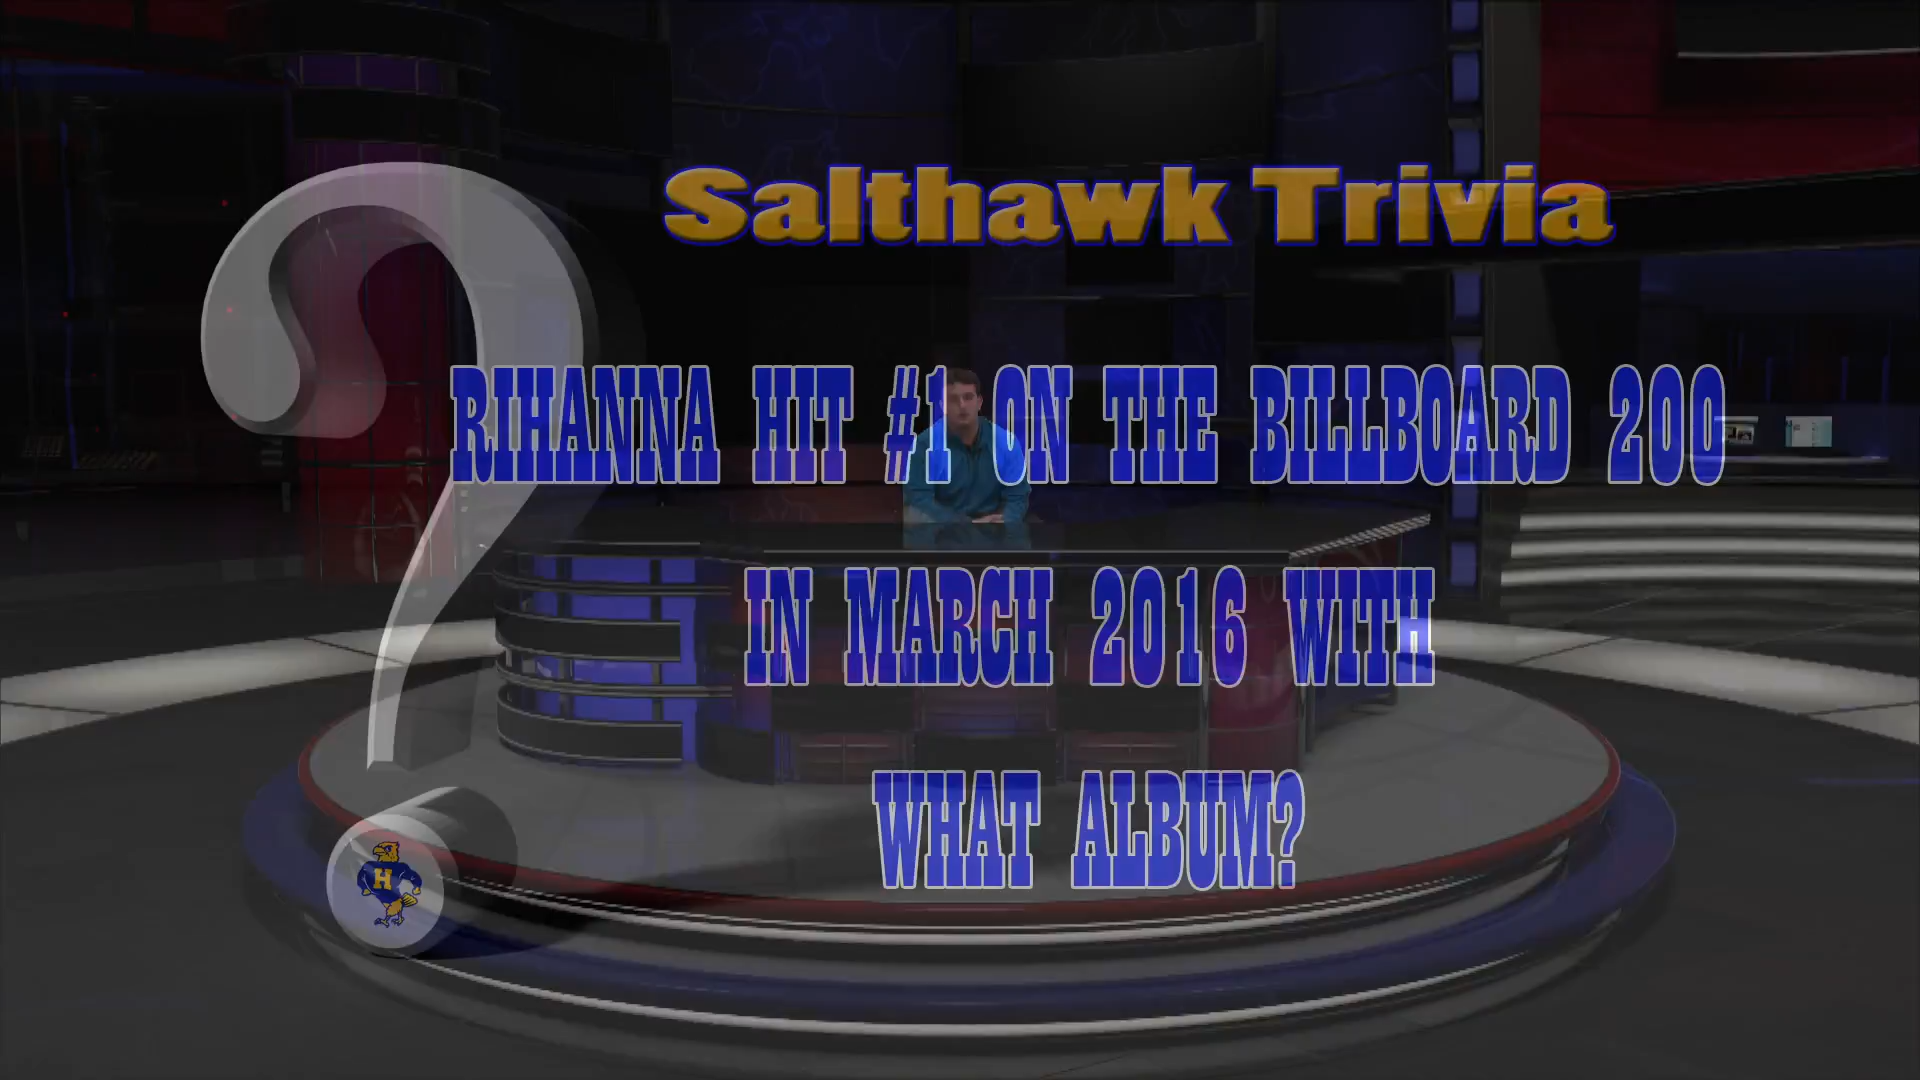 Salthawk Trivia
RIHANNA HIT #1 ON THE BILLBOARD 200
IN MARCH 2016 WITH
WHAT ALBUM?
H